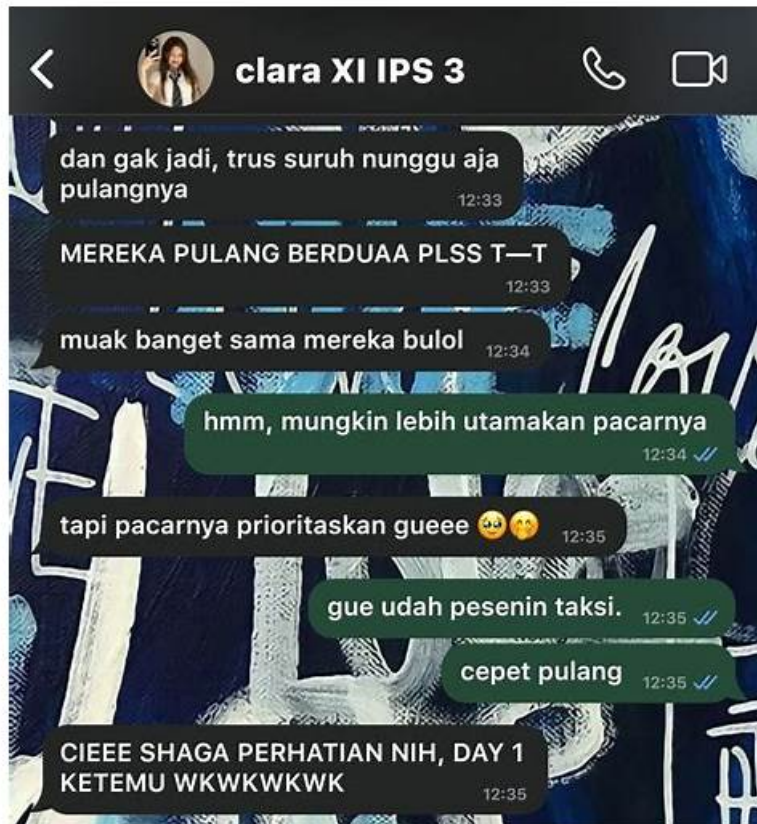 clara XI IPS 3
dan gak jadi, trus suruh nunggu aja
pulangnya
12:33
MEREKA PULANG BERDUAA PLSS T—T
12:33
muak banget sama mereka bulol 12:34
hmm, mungkin lebih utamakan pacarnya
12:34
tapi pacarnya prioritaskan gueee 🥹🤭 12:35
gue udah pesenin taksi. 12:35
cepet pulang 12:35
CIEEE SHAGA PERHATIAN NIH, DAY 1
KETEMU WKWKWKWK
12:35